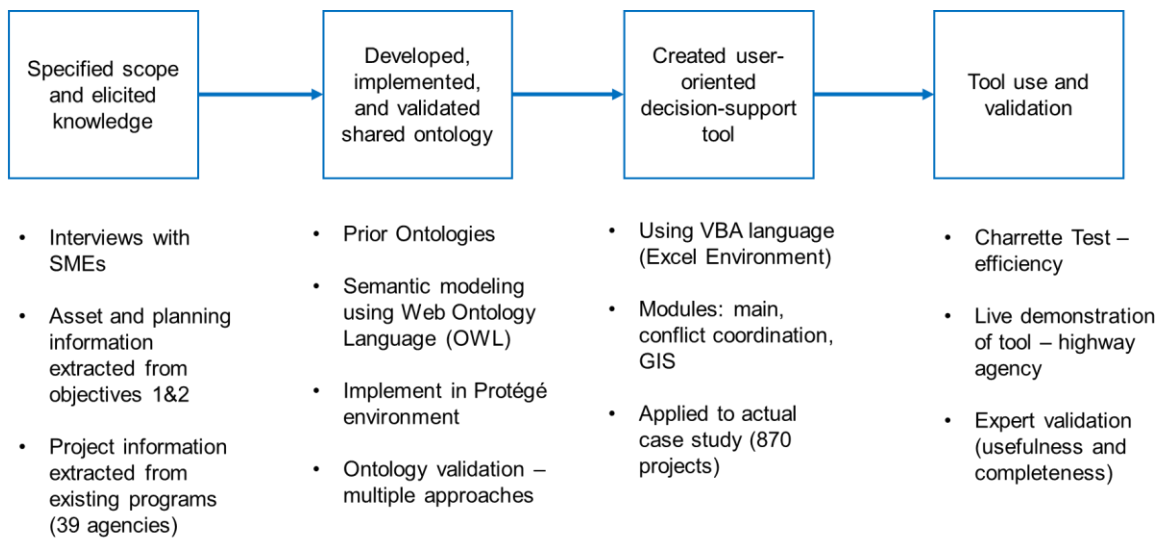 Specified scope
and elicited
knowledge
Developed,
implemented,
and validated
shared ontology
Created user-
oriented
decision-support
tool
Tool use and
validation
• Interviews with
SMEs
• Asset and planning
information
extracted from
objectives 1&2
• Project information
extracted from
existing programs
(39 agencies)
• Prior Ontologies
• Semantic modeling
using Web Ontology
Language (OWL)
• Implement in Protégé
environment
• Ontology validation –
multiple approaches
• Using VBA language
(Excel Environment)
• Modules: main,
conflict coordination,
GIS
• Applied to actual
case study (870
projects)
• Charrette Test –
efficiency
• Live demonstration
of tool – highway
agency
• Expert validation
(usefulness and
completeness)